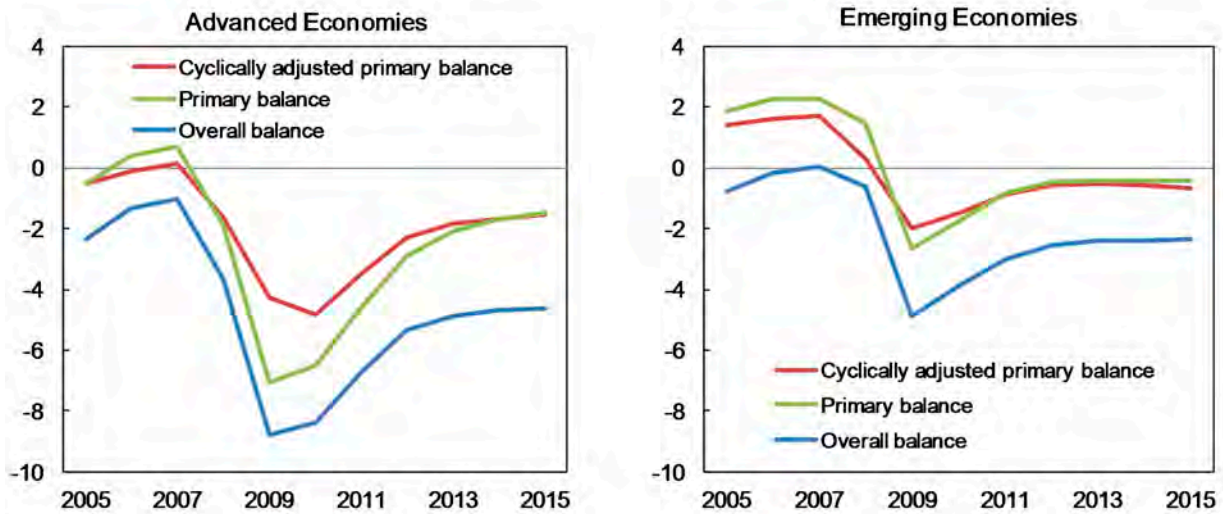 Advanced Economies
4
2
0
-2
-4
-6
-8
-10
Cyclically adjusted primary balance
Primary balance
Overall balance
2005 2007 2009 2011 2013 2015
Emerging Economies
4
2
0
-2
-4
-6
-8
-10
Cyclically adjusted primary balance
Primary balance
Overall balance
2005 2007 2009 2011 2013 2015